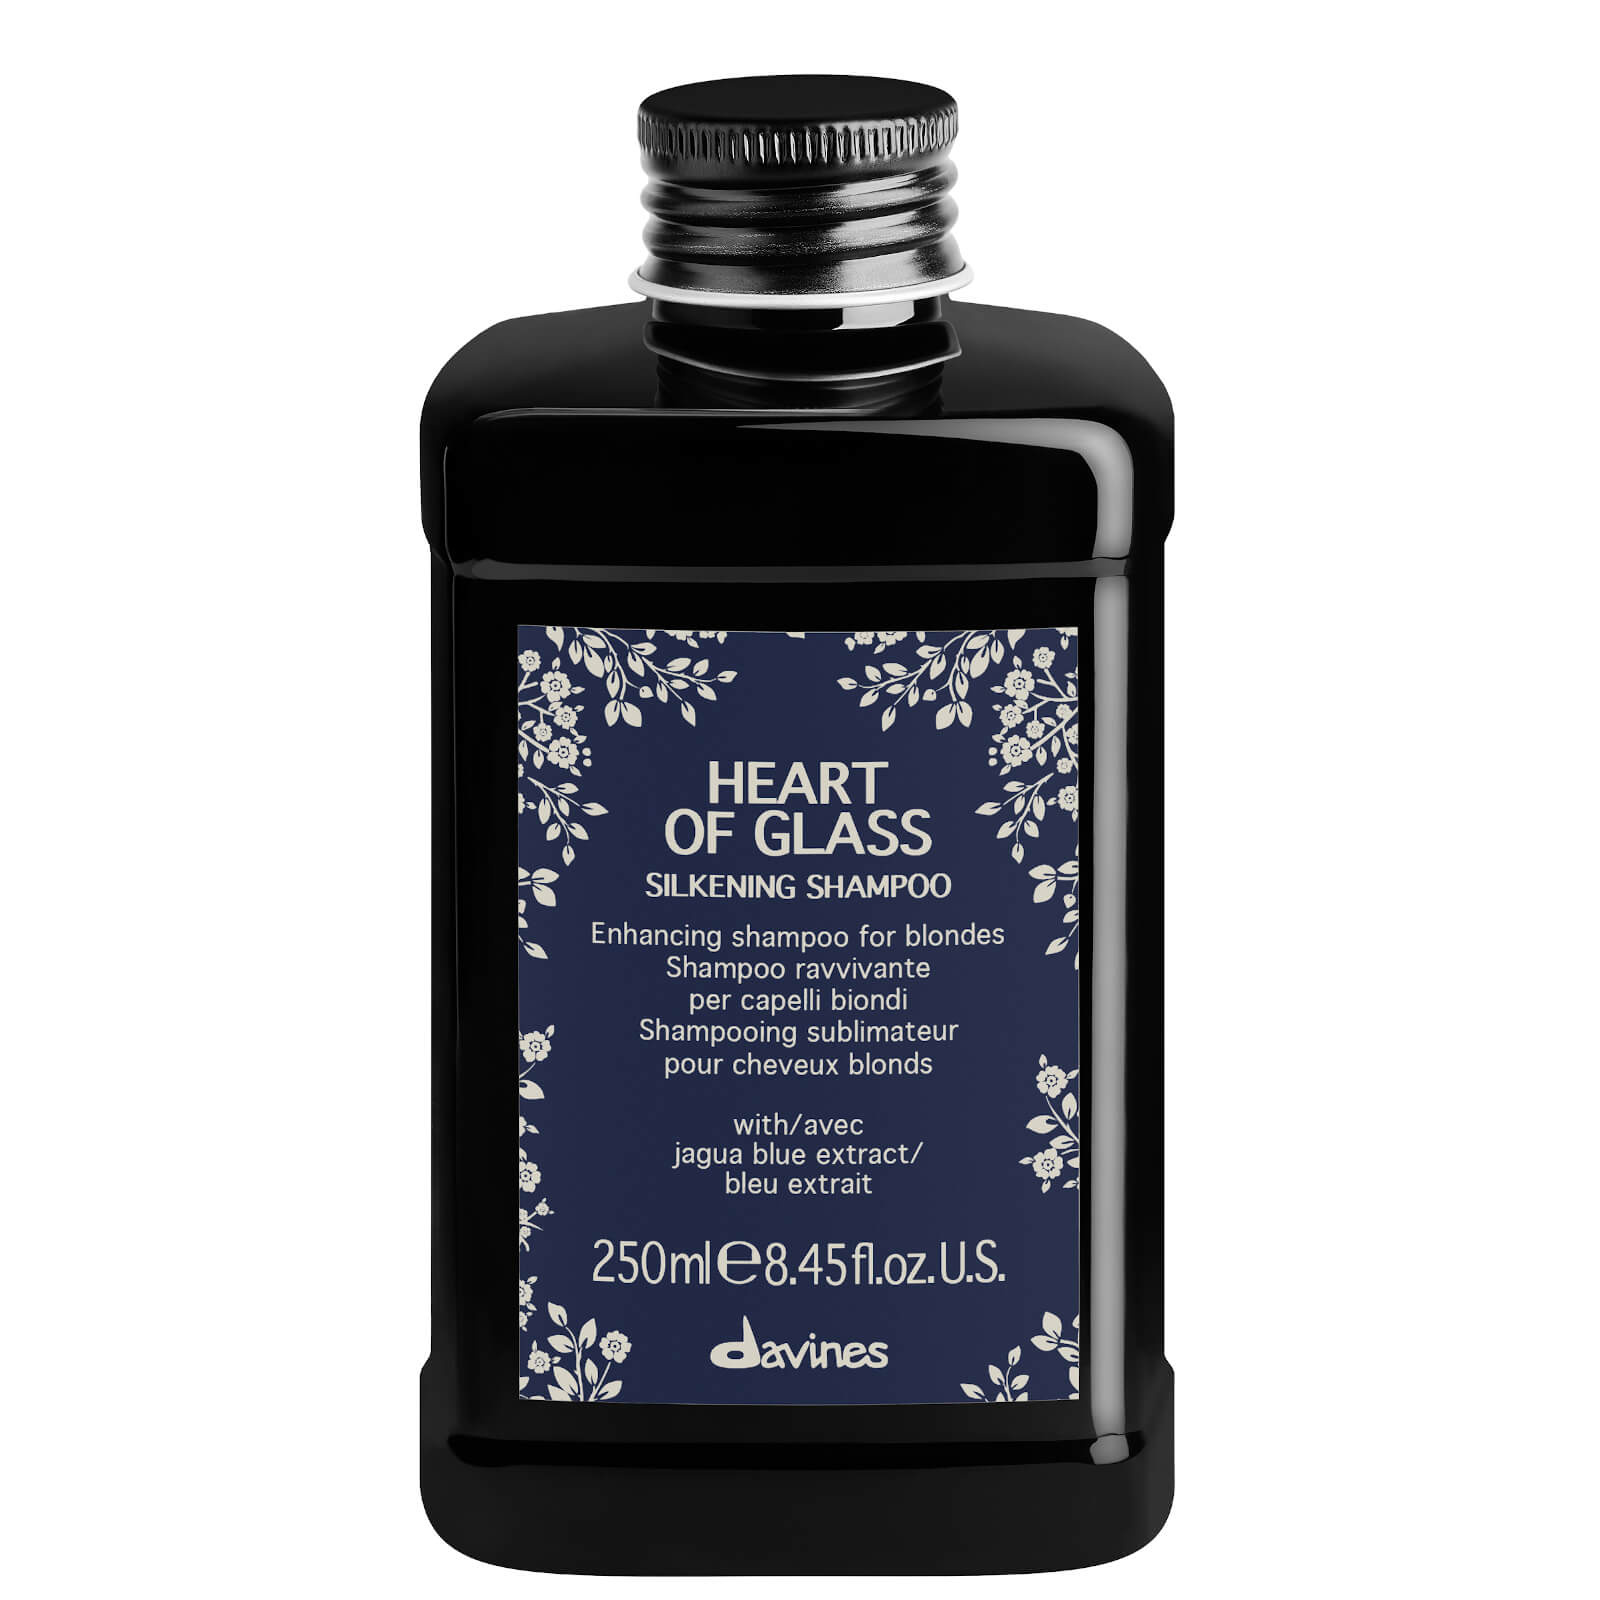 HEART
OF GLASS
SILKENING SHAMPOO
Enhancing shampoo for blondes
Shampoo ravvivante
per capelli biondi
Shampooing sublimateur
pour cheveux blonds
with/avec
jagua blue extract/
bleu extrait
250ml℮8.45fl.oz.U.S.
davines